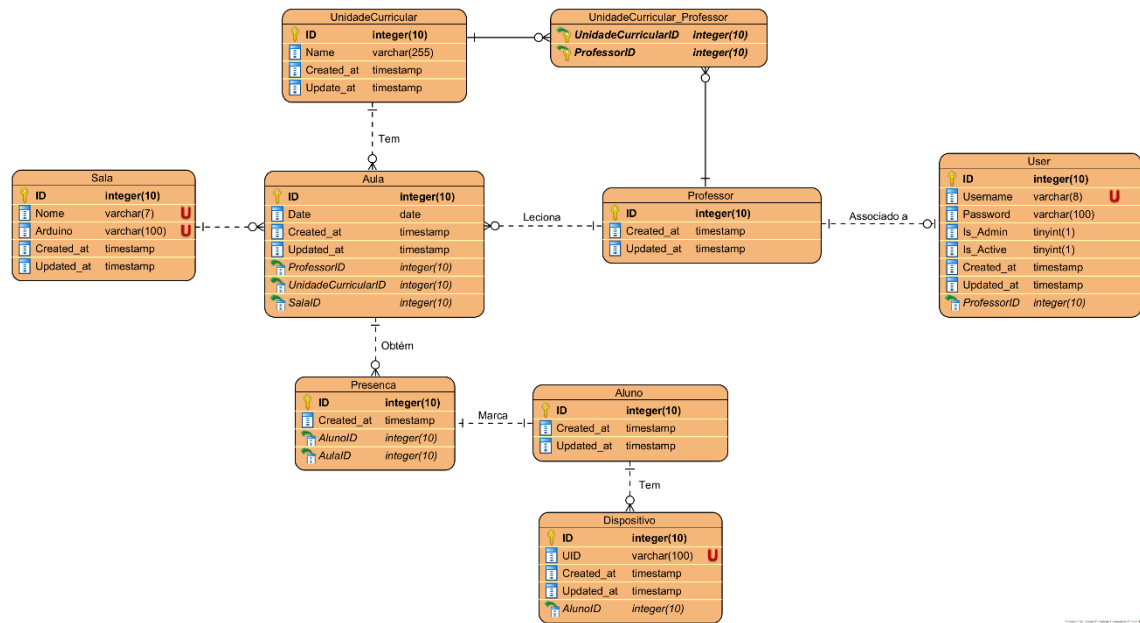 UnidadeCurricular
ID integer(10)
Name varchar(255)
Created_at timestamp
Update_at timestamp
UnidadeCurricular_Professor
UnidadeCurricularID integer(10)
ProfessorID integer(10)
Tem
Sala
ID integer(10)
Nome varchar(7) U
Arduino varchar(100) U
Created_at timestamp
Updated_at timestamp
Aula
ID integer(10)
Date date
Created_at timestamp
Updated_at timestamp
ProfessorID integer(10)
UnidadeCurricularID integer(10)
SalaID integer(10)
Leciona
Professor
ID integer(10)
Created_at timestamp
Updated_at timestamp
Associado a
User
ID integer(10)
Username varchar(8) U
Password varchar(100)
Is_Admin tinyint(1)
Is_Active tinyint(1)
Created_at timestamp
Updated_at timestamp
ProfessorID integer(10)
Obtém
Presenca
ID integer(10)
Created_at timestamp
AlunoID integer(10)
AulaID integer(10)
Marca
Aluno
ID integer(10)
Created_at timestamp
Updated_at timestamp
Tem
Dispositivo
ID integer(10)
UID varchar(100) U
Created_at timestamp
Updated_at timestamp
AlunoID integer(10)